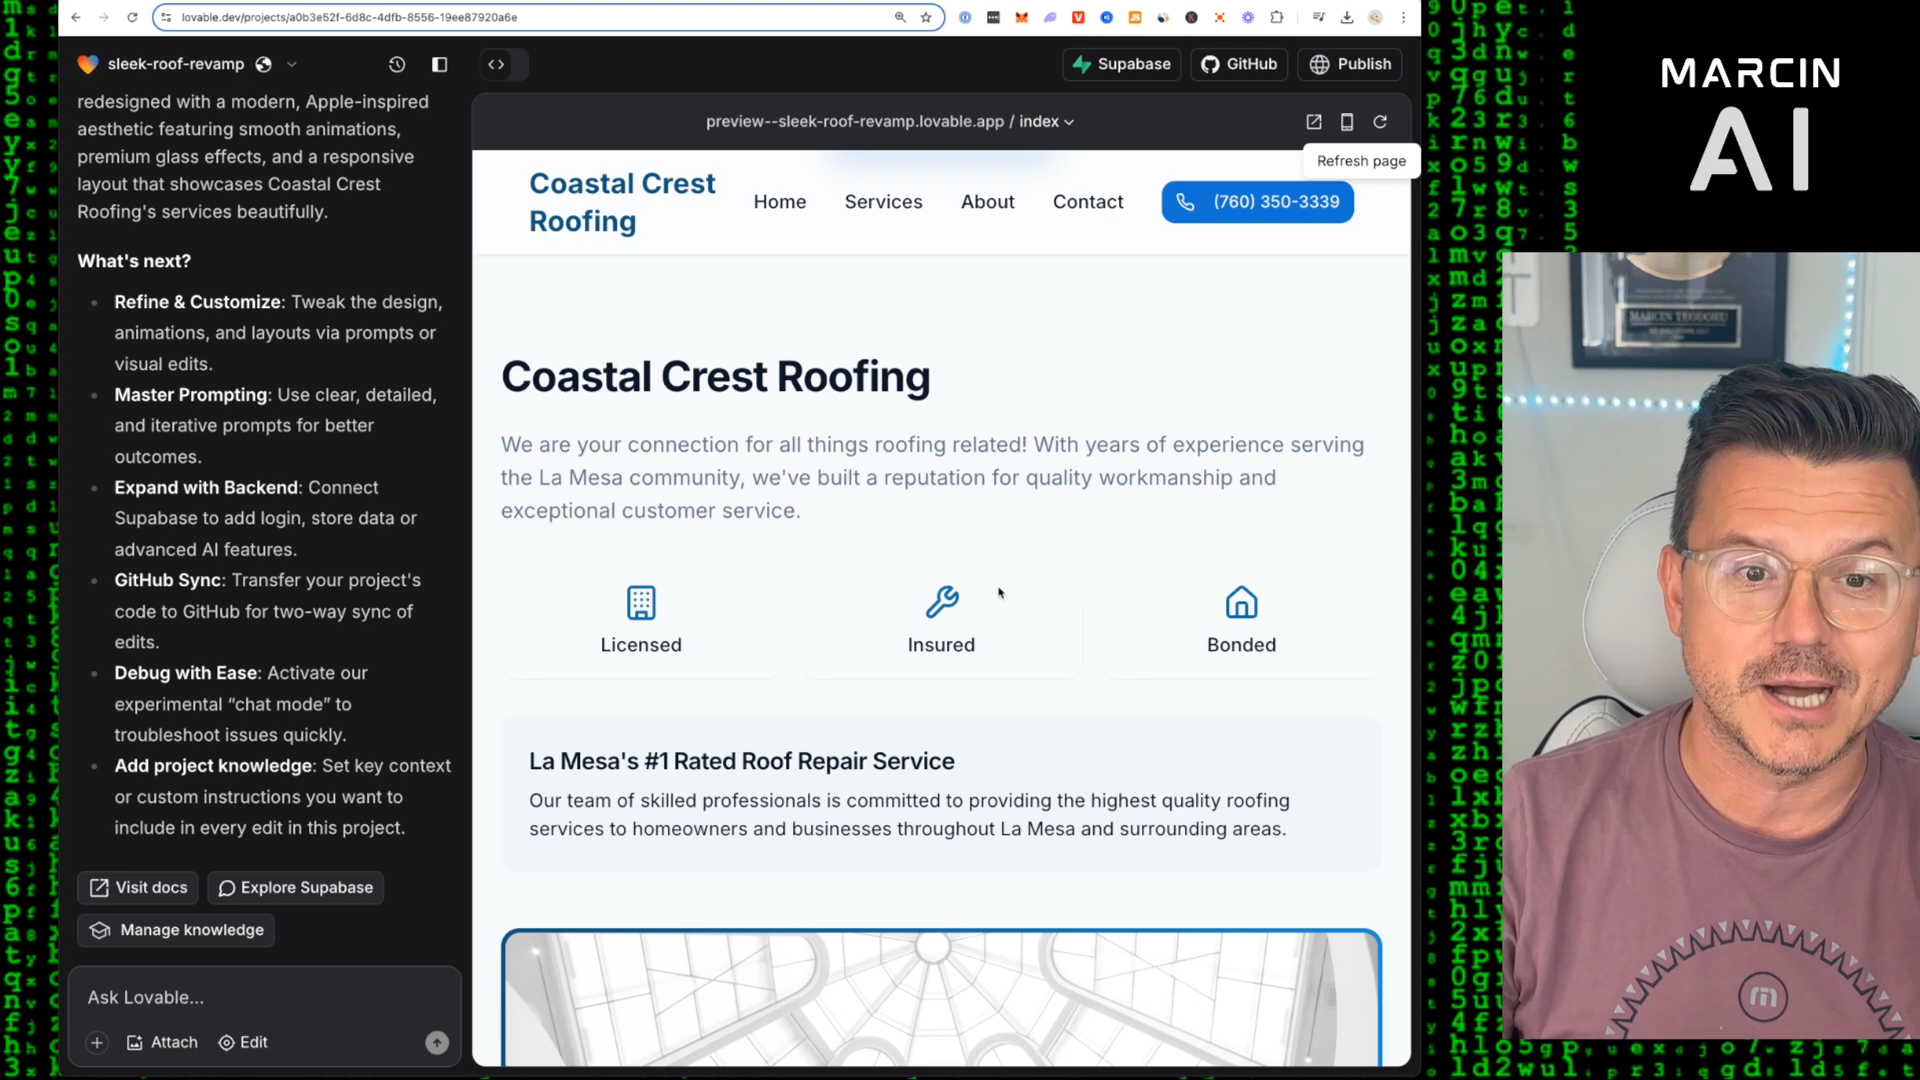 lovable.dev/projects/a0b3e52f-6d8c-4dfb-8556-19ee87920a6e
sleek-roof-revamp
Supabase
GitHub
Publish
redesigned with a modern, Apple-inspired
aesthetic featuring smooth animations,
premium glass effects, and a responsive
layout that showcases Coastal Crest
Roofing's services beautifully.
What's next?
Refine & Customize: Tweak the design,
animations, and layouts via prompts or
visual edits.
Master Prompting: Use clear, detailed,
and iterative prompts for better
outcomes.
Expand with Backend: Connect
Supabase to add login, store data or
advanced AI features.
GitHub Sync: Transfer your project's
code to GitHub for two-way sync of
edits.
Debug with Ease: Activate our
experimental “chat mode” to
troubleshoot issues quickly.
Add project knowledge: Set key context
or custom instructions you want to
include in every edit in this project.
Visit docs
Explore Supabase
Manage knowledge
Ask Lovable...
Attach
Edit
preview--sleek-roof-revamp.lovable.app / index
Refresh page
Coastal Crest
Roofing
Home
Services
About
Contact
(760) 350-3339
Coastal Crest Roofing
We are your connection for all things roofing related! With years of experience serving
the La Mesa community, we've built a reputation for quality workmanship and
exceptional customer service.
Licensed
Insured
Bonded
La Mesa's #1 Rated Roof Repair Service
Our team of skilled professionals is committed to providing the highest quality roofing
services to homeowners and businesses throughout La Mesa and surrounding areas.
MARCIN
AI